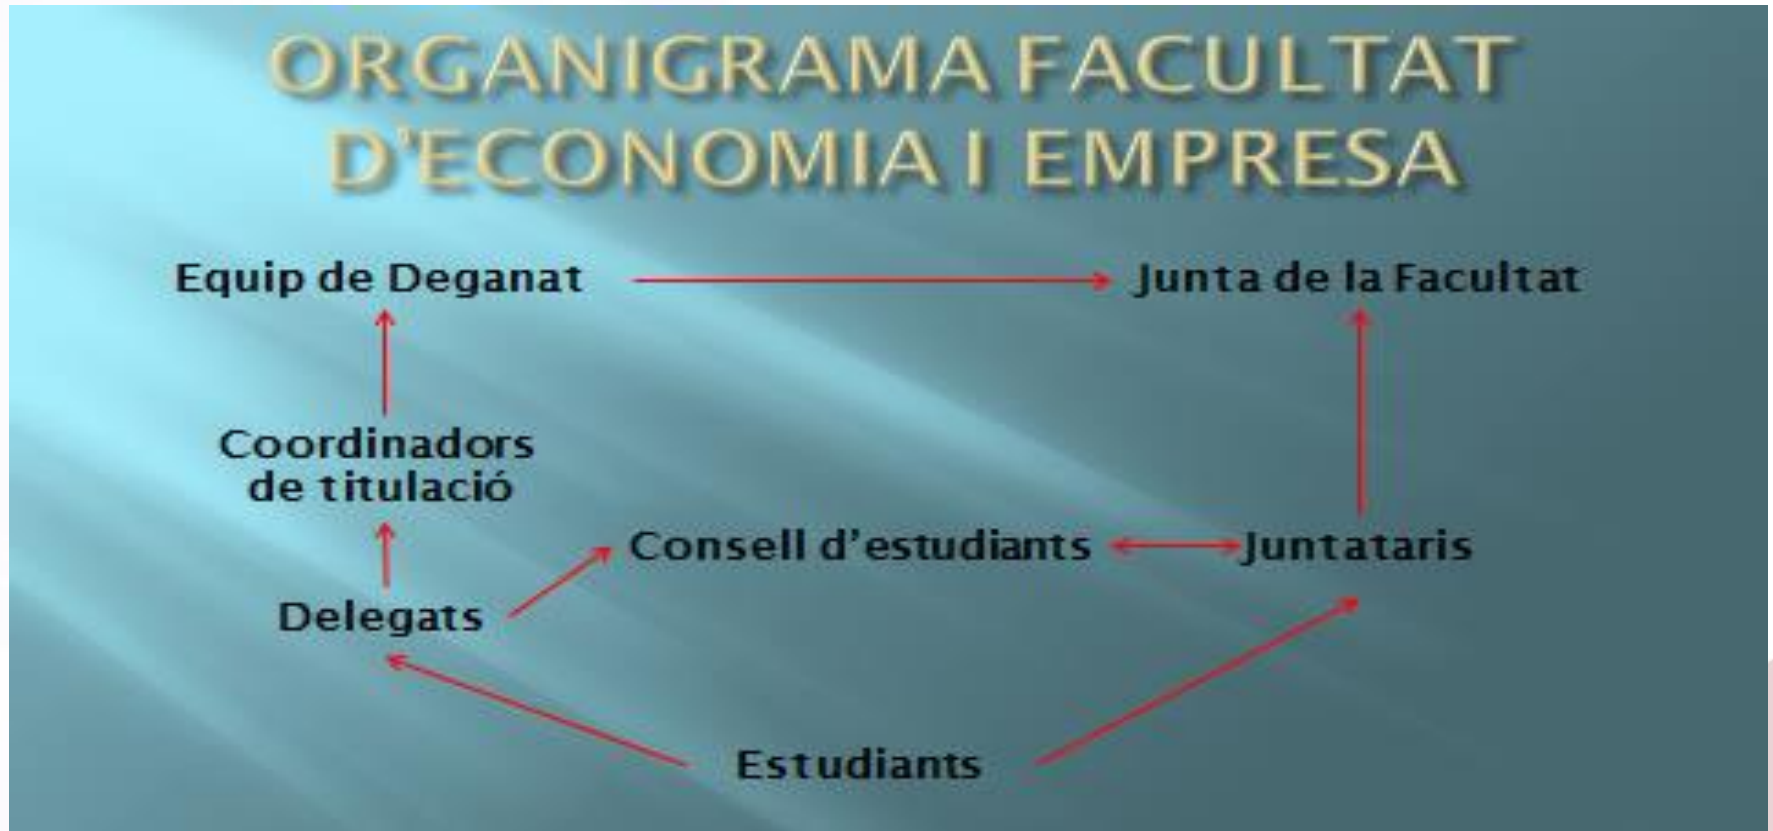 ORGANIGRAMA FACULTAT
D'ECONOMIA I EMPRESA
Equip de Deganat
Junta de la Facultat
Coordinadors
de titulació
Consell d’estudiants
Juntataris
Delegats
Estudiants